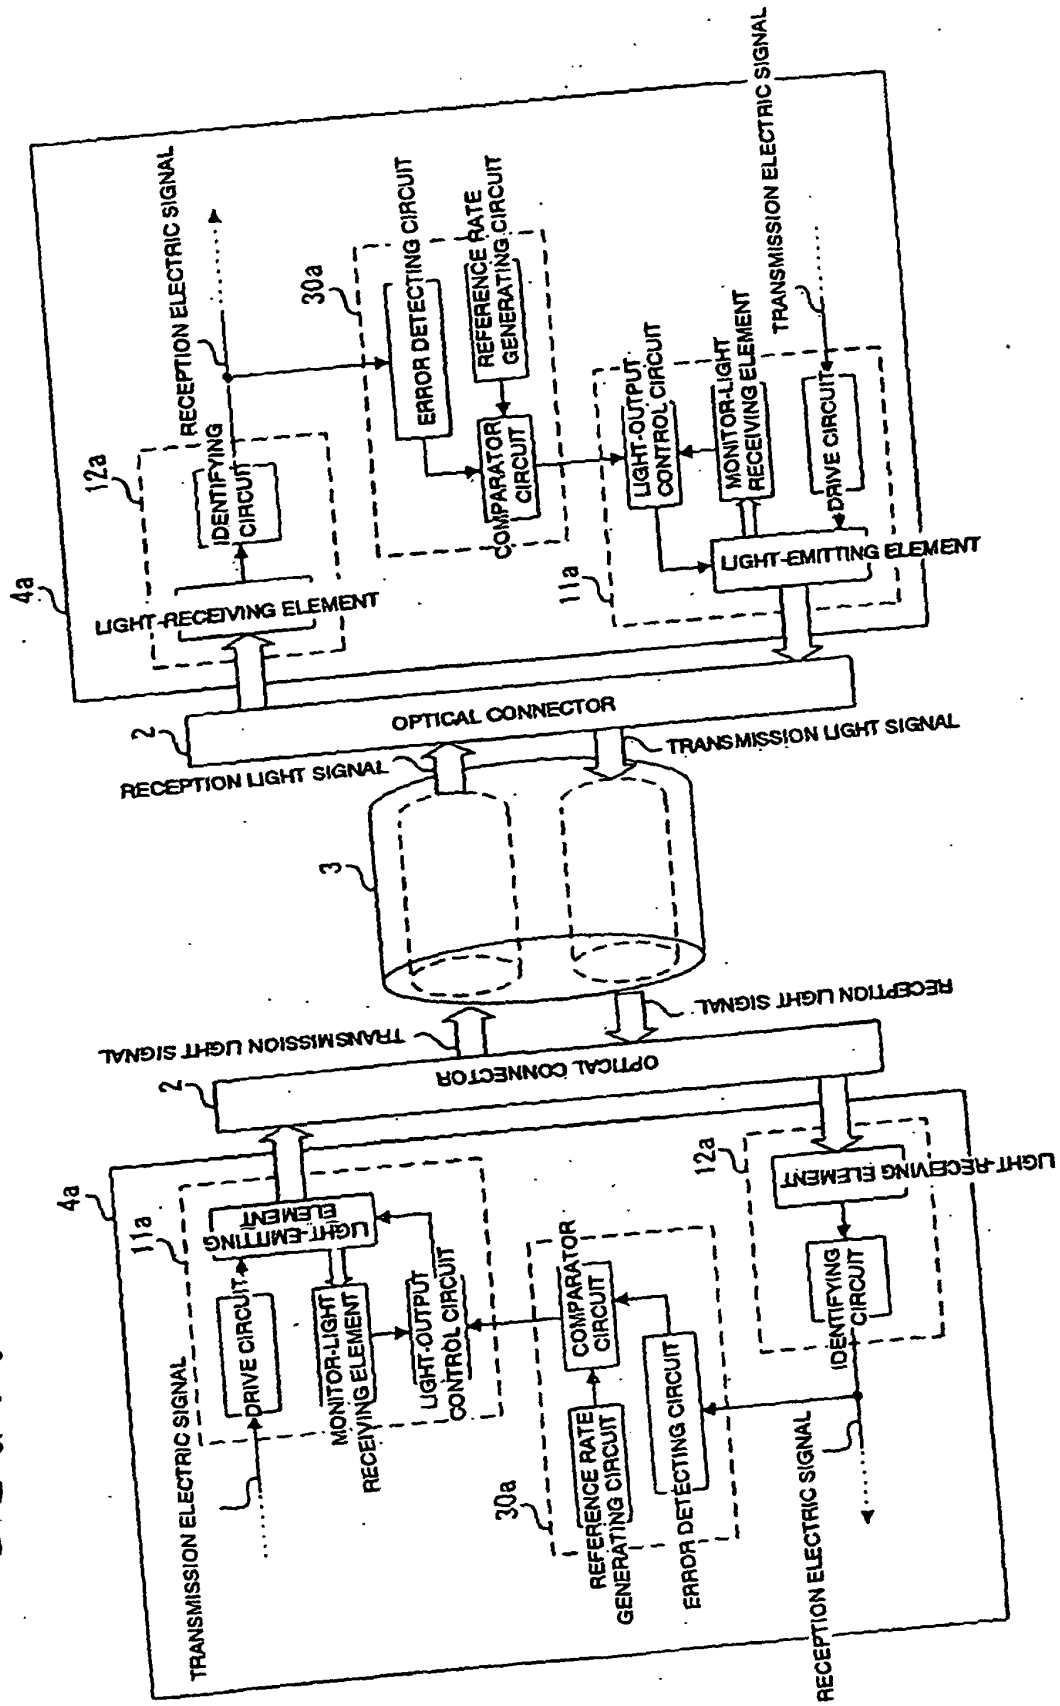 4a
11a
TRANSMISSION ELECTRIC SIGNAL
DRIVE CIRCUIT
LIGHT-EMITTING
ELEMENT
MONITOR-LIGHT
RECEIVING ELEMENT
LIGHT-OUTPUT
CONTROL CIRCUIT
30a
COMPARATOR
CIRCUIT
REFERENCE RATE
GENERATING CIRCUIT
ERROR DETECTING CIRCUIT
12a
LIGHT-RECEIVING ELEMENT
IDENTIFYING
CIRCUIT
RECEPTION ELECTRIC SIGNAL
2
OPTICAL CONNECTOR
TRANSMISSION LIGHT SIGNAL
RECEPTION LIGHT SIGNAL
3
RECEPTION LIGHT SIGNAL
TRANSMISSION LIGHT SIGNAL
2
OPTICAL CONNECTOR
4a
12a
LIGHT-RECEIVING ELEMENT
IDENTIFYING
CIRCUIT
RECEPTION ELECTRIC SIGNAL
30a
ERROR DETECTING CIRCUIT
REFERENCE RATE
GENERATING CIRCUIT
COMPARATOR
CIRCUIT
11a
LIGHT-OUTPUT
CONTROL CIRCUIT
MONITOR-LIGHT
RECEIVING ELEMENT
DRIVE CIRCUIT
LIGHT-EMITTING ELEMENT
TRANSMISSION ELECTRIC SIGNAL